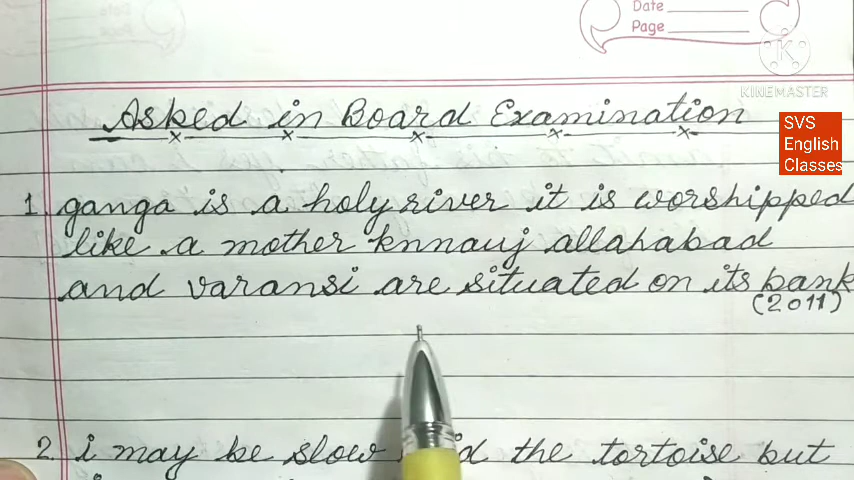 Date
Page
KINEMASTER
Asked in Board Examination
SVS
English
Classes
1. ganga is a holy river it is worshipped
like a mother knnauj allahabad
and varansi are situated on its bank
(2011)
2. i may be slow the tortoise but